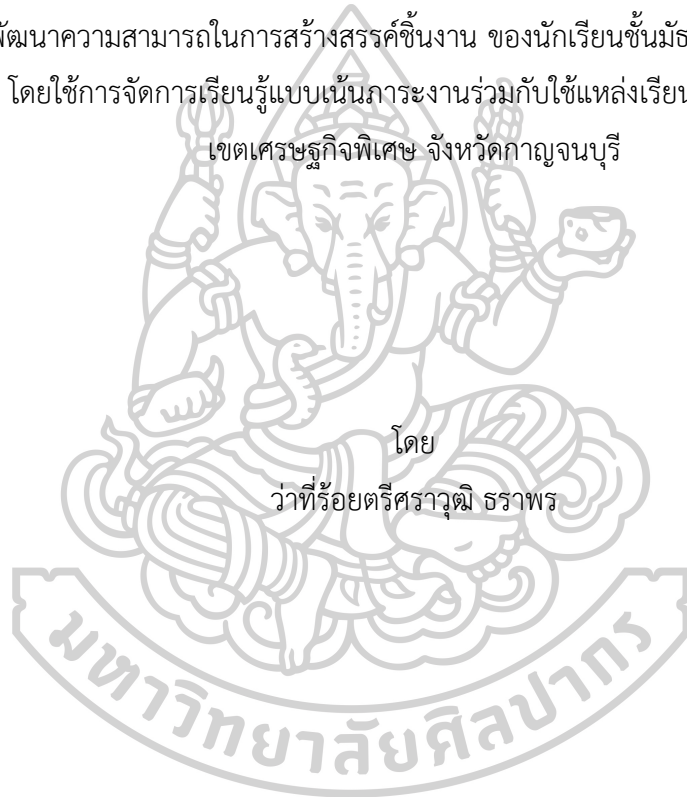 พัฒนาความสามารถในการสร้างสรรค์ชิ้นงาน ของนักเรียนชั้นมัธ
โดยใช้การจัดการเรียนรู้แบบเน้นภาระงานร่วมกับใช้แหล่งเรียน
เขตเศรษฐกิจพิเศษ จังหวัดกาญจนบุรี
โดย
ว่าที่ร้อยตรีศราวุฒิ ธราพร
มหาวิทยาลัยศิลปากร